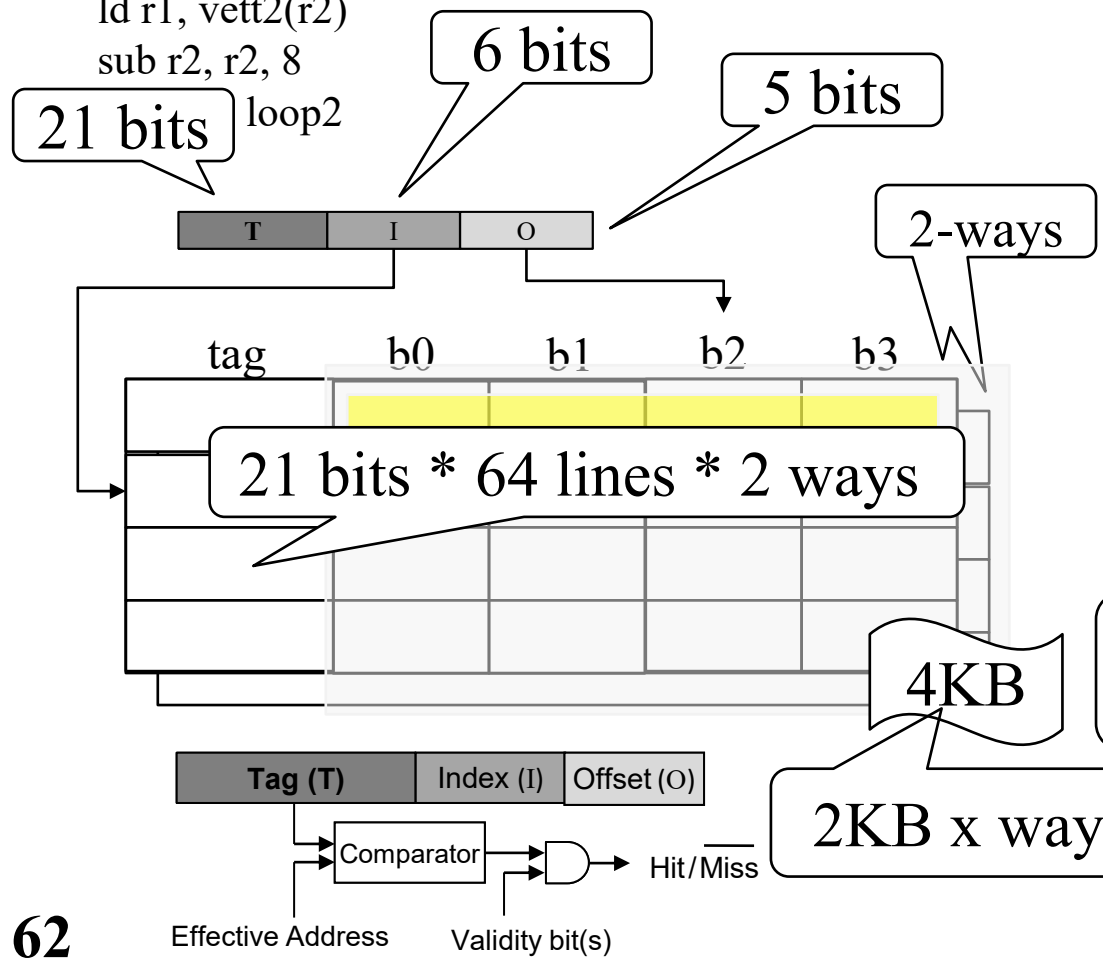 ld r1, vett2(r2)
sub r2, r2, 8
loop2
21 bits
6 bits
5 bits
T I O
2-ways
tag b0 b1 b2 b3
21 bits * 64 lines * 2 ways
4KB
2KB x way
Tag (T) Index (I) Offset (O)
Comparator
Hit/Miss
Effective Address Validity bit(s)
62